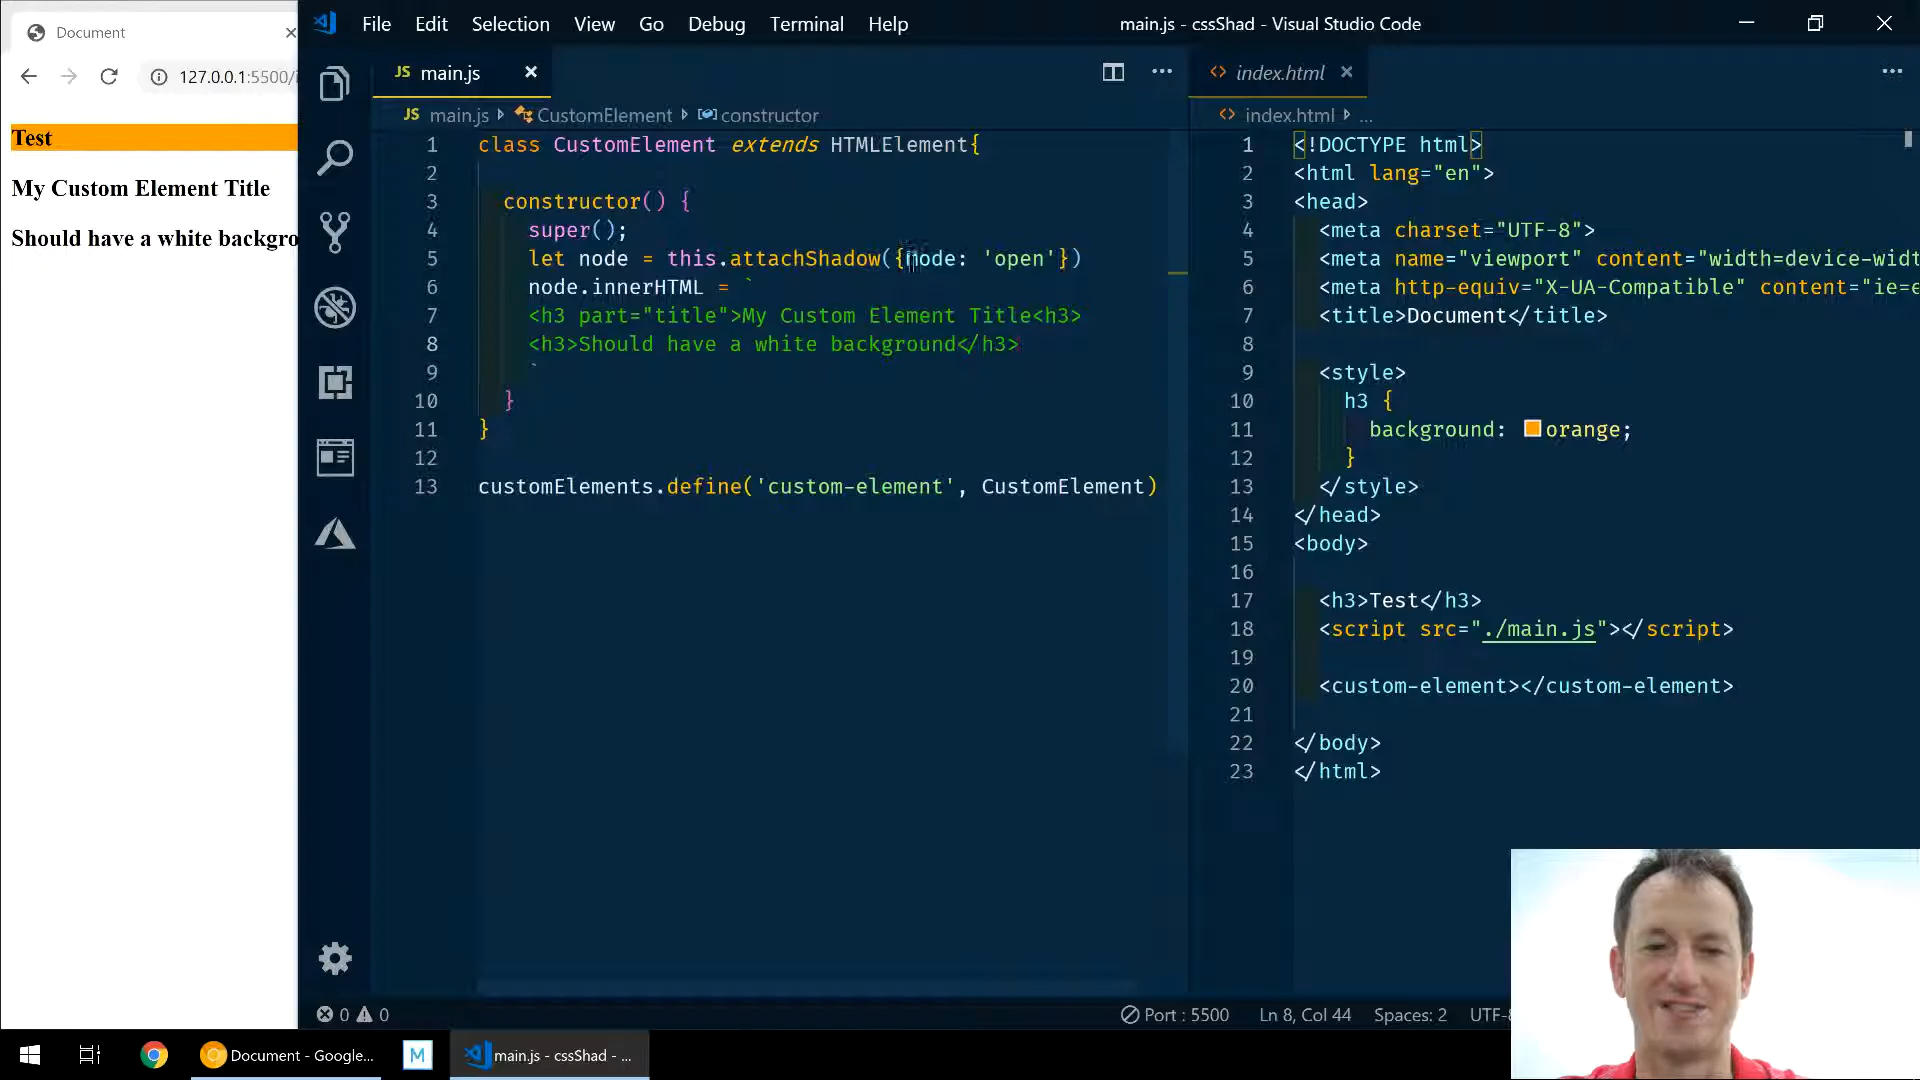 Document
127.0.0.1:5500/i
Test
My Custom Element Title
Should have a white backgro
File Edit Selection View Go Debug Terminal Help
main.js - cssShad - Visual Studio Code
JS main.js
JS main.js CustomElement constructor
1 class CustomElement extends HTMLElement{
2
3 constructor() {
4 super();
5 let node = this.attachShadow({mode: 'open'})
6 node.innerHTML = `
7 <h3 part="title">My Custom Element Title<h3>
8 <h3>Should have a white background</h3>
9 `
10 }
11 }
12
13 customElements.define('custom-element', CustomElement)
<> index.html
<> index.html ...
1 <!DOCTYPE html>
2 <html lang="en">
3 <head>
4 <meta charset="UTF-8">
5 <meta name="viewport" content="width=device-widt
6 <meta http-equiv="X-UA-Compatible" content="ie=e
7 <title>Document</title>
8
9 <style>
10 h3 {
11 background: orange;
12 }
13 </style>
14 </head>
15 <body>
16
17 <h3>Test</h3>
18 <script src="./main.js"></script>
19
20 <custom-element></custom-element>
21
22 </body>
23 </html>
0 0
Port : 5500 Ln 8, Col 44 Spaces: 2 UTF-8
Document - Google...
M
main.js - cssShad - ...